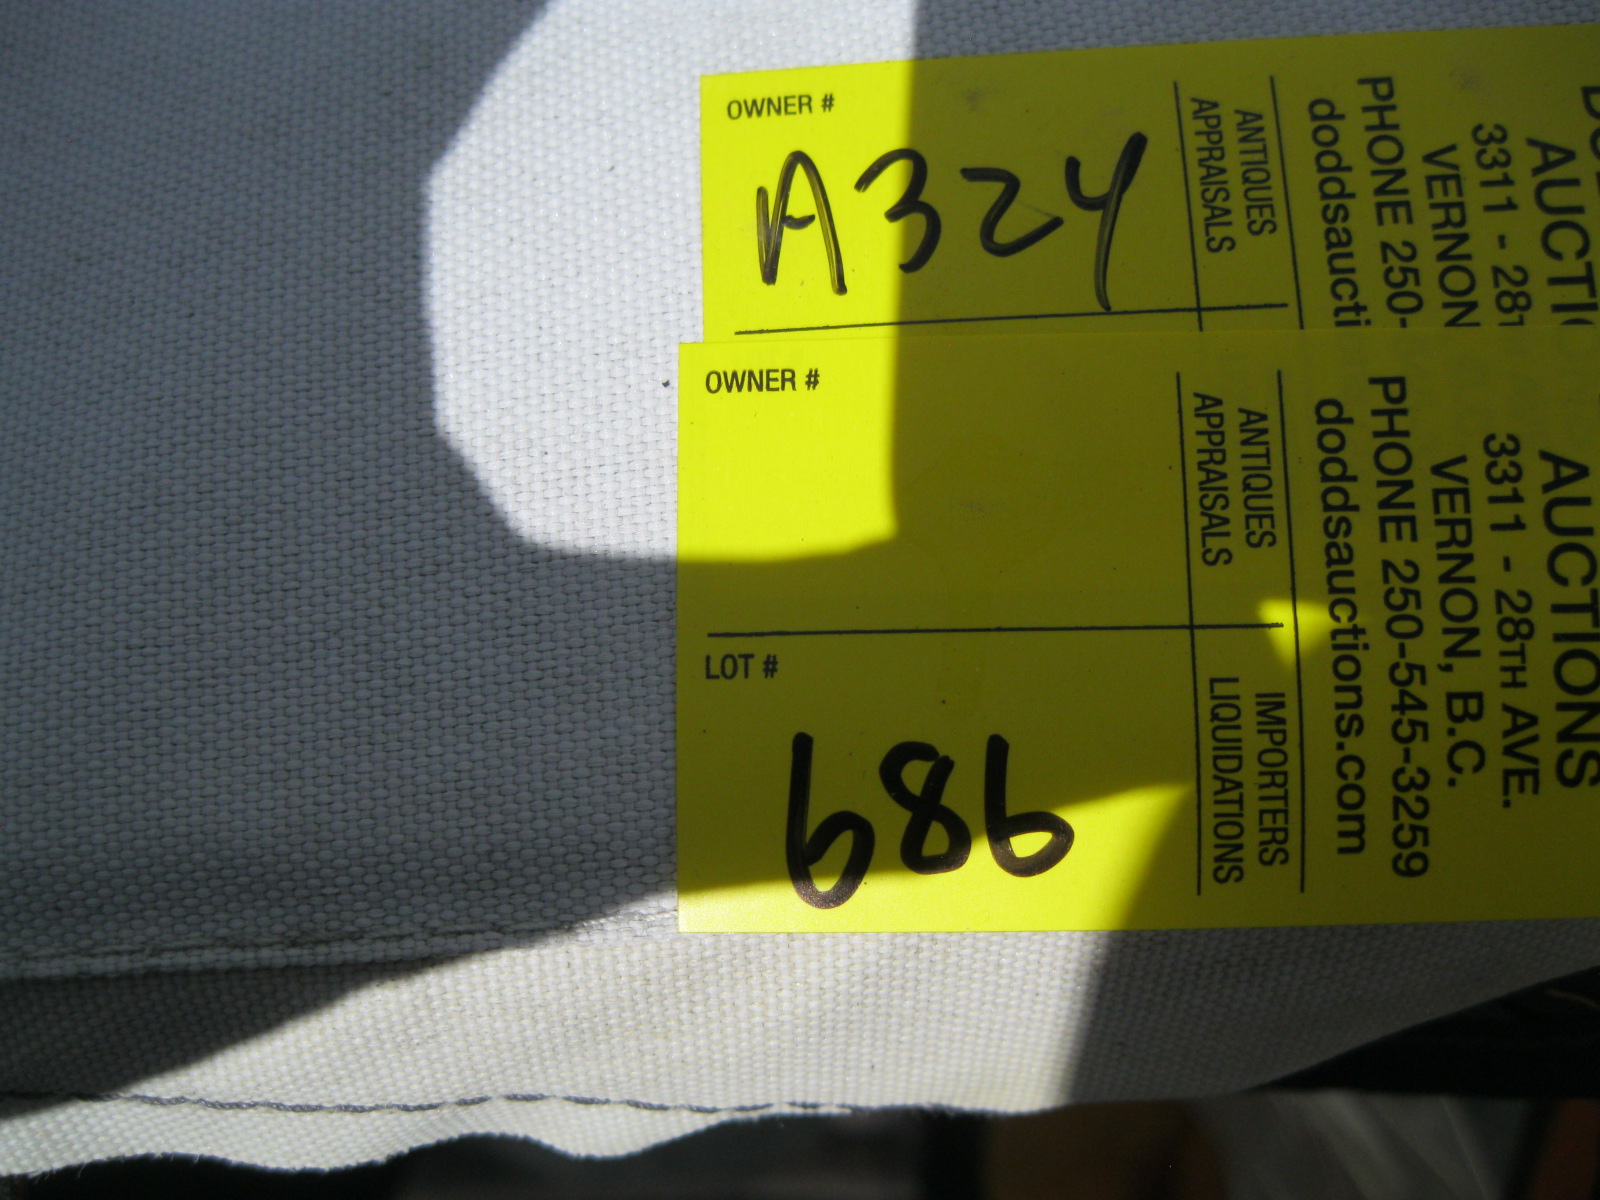 OWNER #
A324
ANTIQUES
APPRAISALS
AUCTI
3311 - 28T
VERNON
PHONE 250-
doddsaucti
OWNER #
LOT #
686
ANTIQUES IMPORTERS
APPRAISALS LIQUIDATIONS
AUCTIONS
3311 - 28TH AVE.
VERNON, B.C.
PHONE 250-545-3259
doddsauctions.com